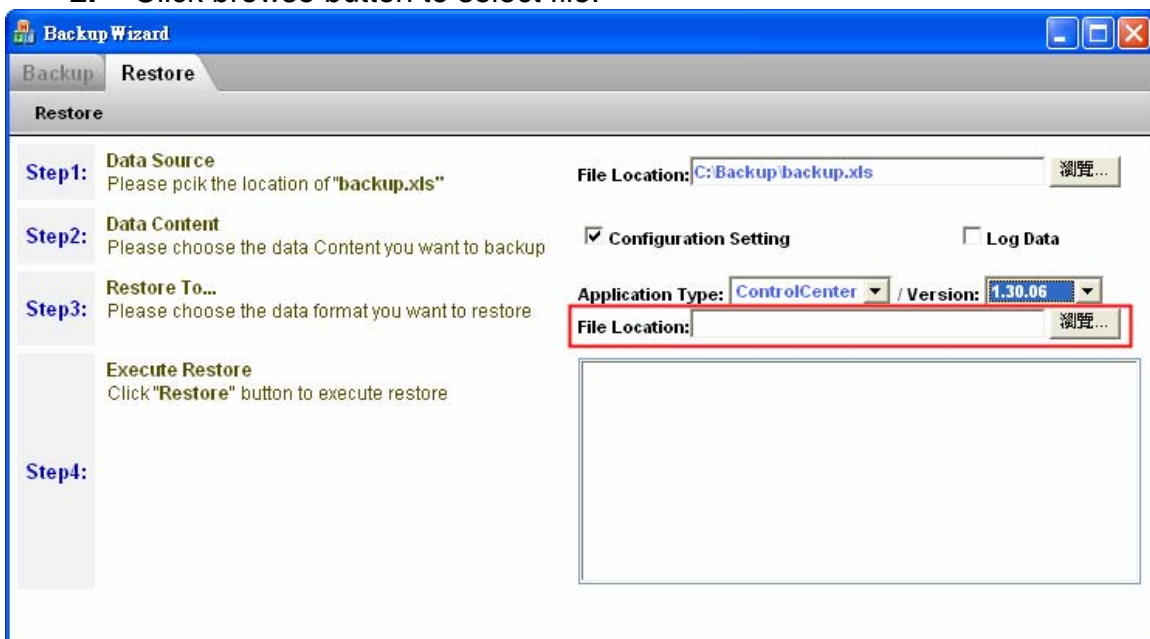 2. Click browse button to select file.
Backup Wizard
Backup Restore
Restore
Step1: Data Source
Please pcik the location of "backup.xls"
File Location: C:\Backup\backup.xls 瀏覽...
Step2: Data Content
Please choose the data Content you want to backup
Configuration Setting Log Data
Step3: Restore To...
Please choose the data format you want to restore
Application Type: ControlCenter / Version: 1.30.06
File Location: 瀏覽...
Step4: Execute Restore
Click "Restore" button to execute restore